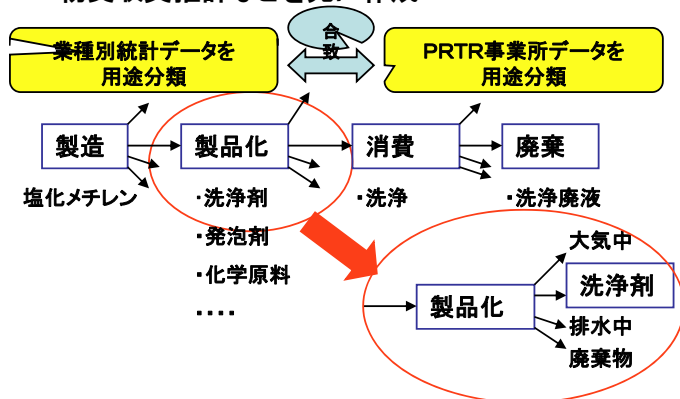 業種別統計データを
用途分類
合
数
PRTR事業所データを
用途分類
製造
製品化
消費
廃棄
塩化メチレン
・洗浄剤
・発泡剤
・化学原料
・・・・
・洗浄
・洗浄廃液
大気中
洗浄剤
製品化
排水中
廃棄物